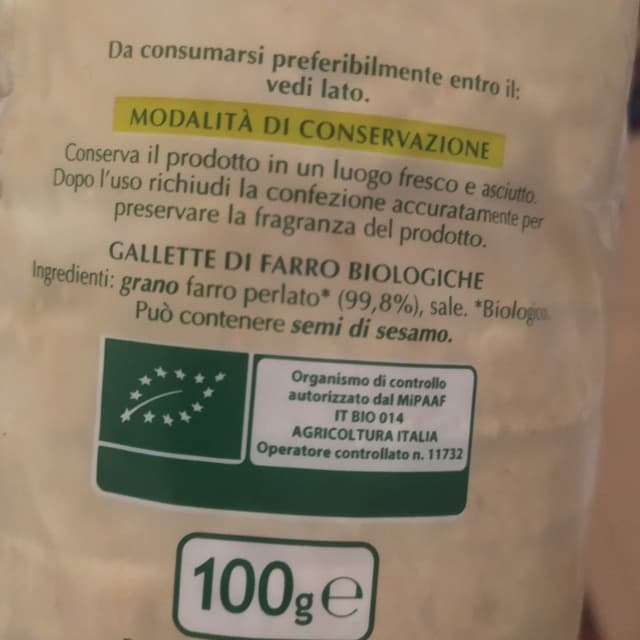 Da consumarsi preferibilmente entro il:
vedi lato.
MODALITÀ DI CONSERVAZIONE
Conserva il prodotto in un luogo fresco e asciutto.
Dopo l'uso richiudi la confezione accuratamente per
preservare la fragranza del prodotto.
GALLETTE DI FARRO BIOLOGICHE
Ingredienti: grano farro perlato* (99,8%), sale. *Biologico.
Può contenere semi di sesamo.
Organismo di controllo
autorizzato dal MiPAAF
IT BIO 014
AGRICOLTURA ITALIA
Operatore controllato n. 11732
100g ℮